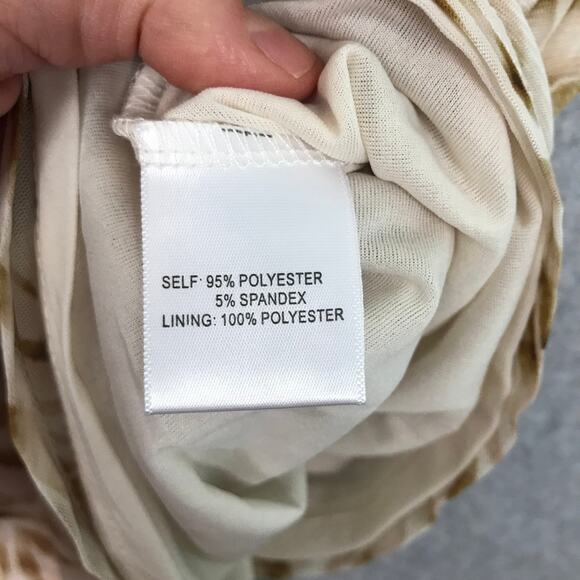 SELF: 95% POLYESTER
5% SPANDEX
LINING: 100% POLYESTER